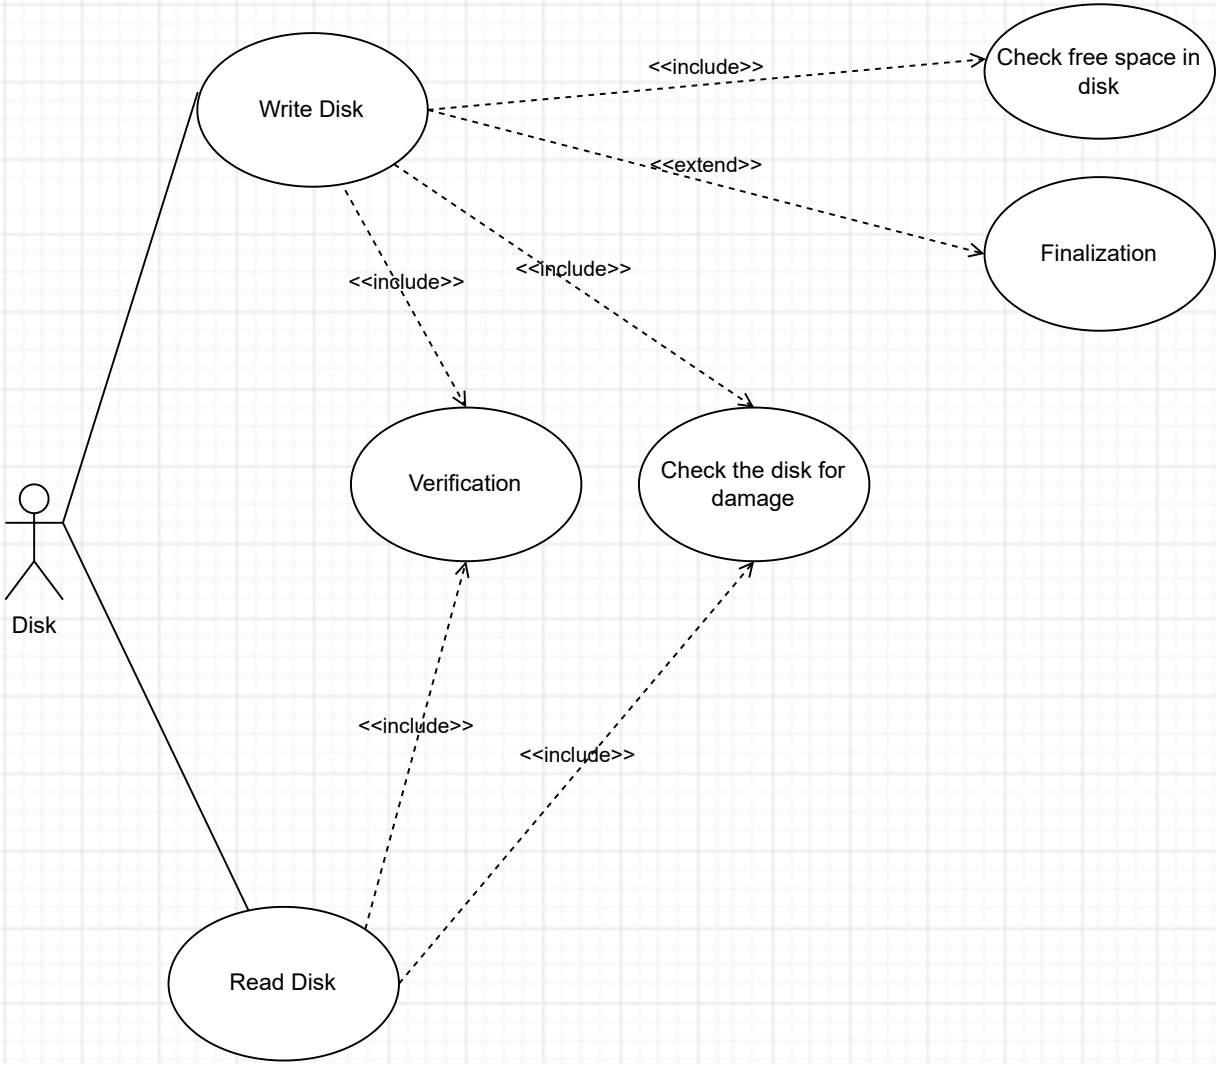 Write Disk
<<include>>
Check free space in
disk
<<extend>>
Finalization
<<include>>
<<include>>
Verification
Check the disk for
damage
Disk
<<include>>
<<include>>
Read Disk